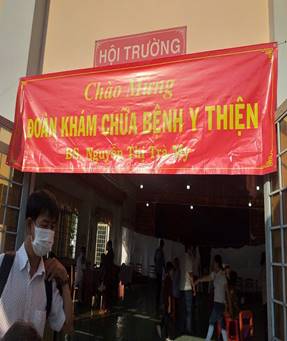 HỘI TRƯỜNG
Chào Mừng
ĐOÀN KHÁM CHỮA BỆNH Y THIỆN
BS. Nguyễn Thị Trà My